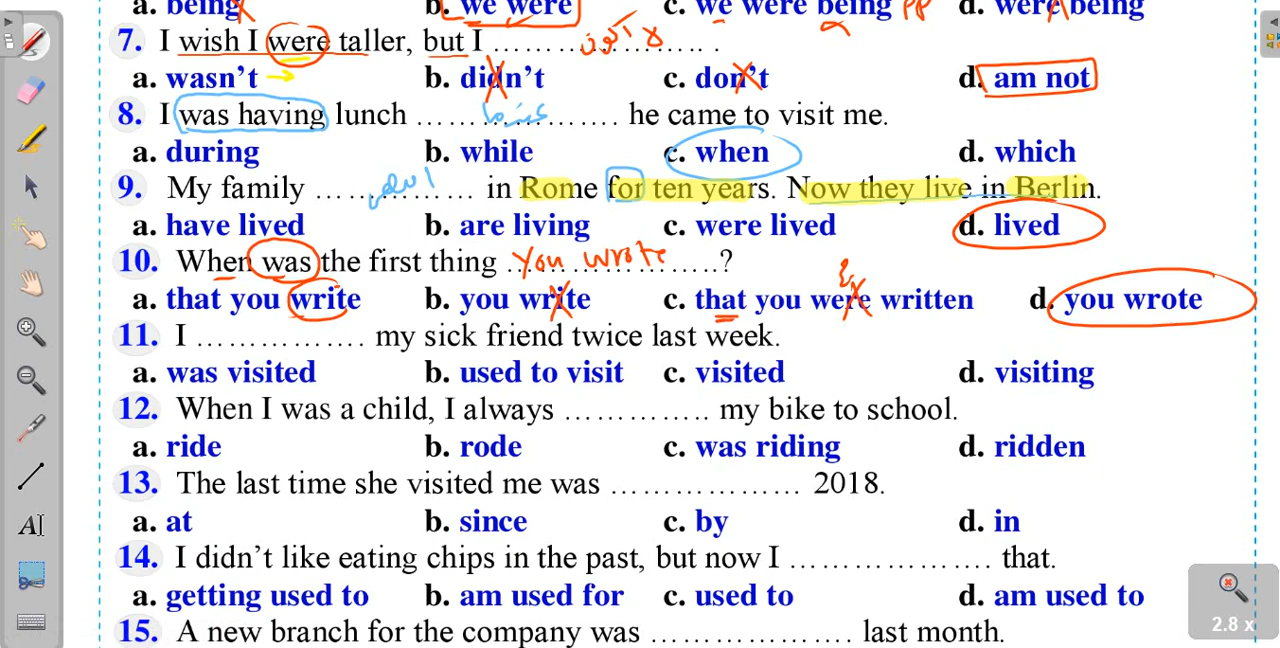 a. being b. we were c. we were being PP d. were being
7. I wish I were taller, but I ........................ .
a. wasn't b. didn't c. don't d. am not
8. I was having lunch ........ عندما ............ he came to visit me.
a. during b. while c. when d. which
9. My family ........................ in Rome for ten years. Now they live in Berlin.
a. have lived b. are living c. were lived d. lived
10. When was the first thing ... you wrote ......?
a. that you write b. you write c. that you were written d. you wrote
11. I ................ my sick friend twice last week.
a. was visited b. used to visit c. visited d. visiting
12. When I was a child, I always .............. my bike to school.
a. ride b. rode c. was riding d. ridden
13. The last time she visited me was .................. 2018.
a. at b. since c. by d. in
14. I didn't like eating chips in the past, but now I .................. that.
a. getting used to b. am used for c. used to d. am used to
15. A new branch for the company was .................. last month.
AI
2.8 x